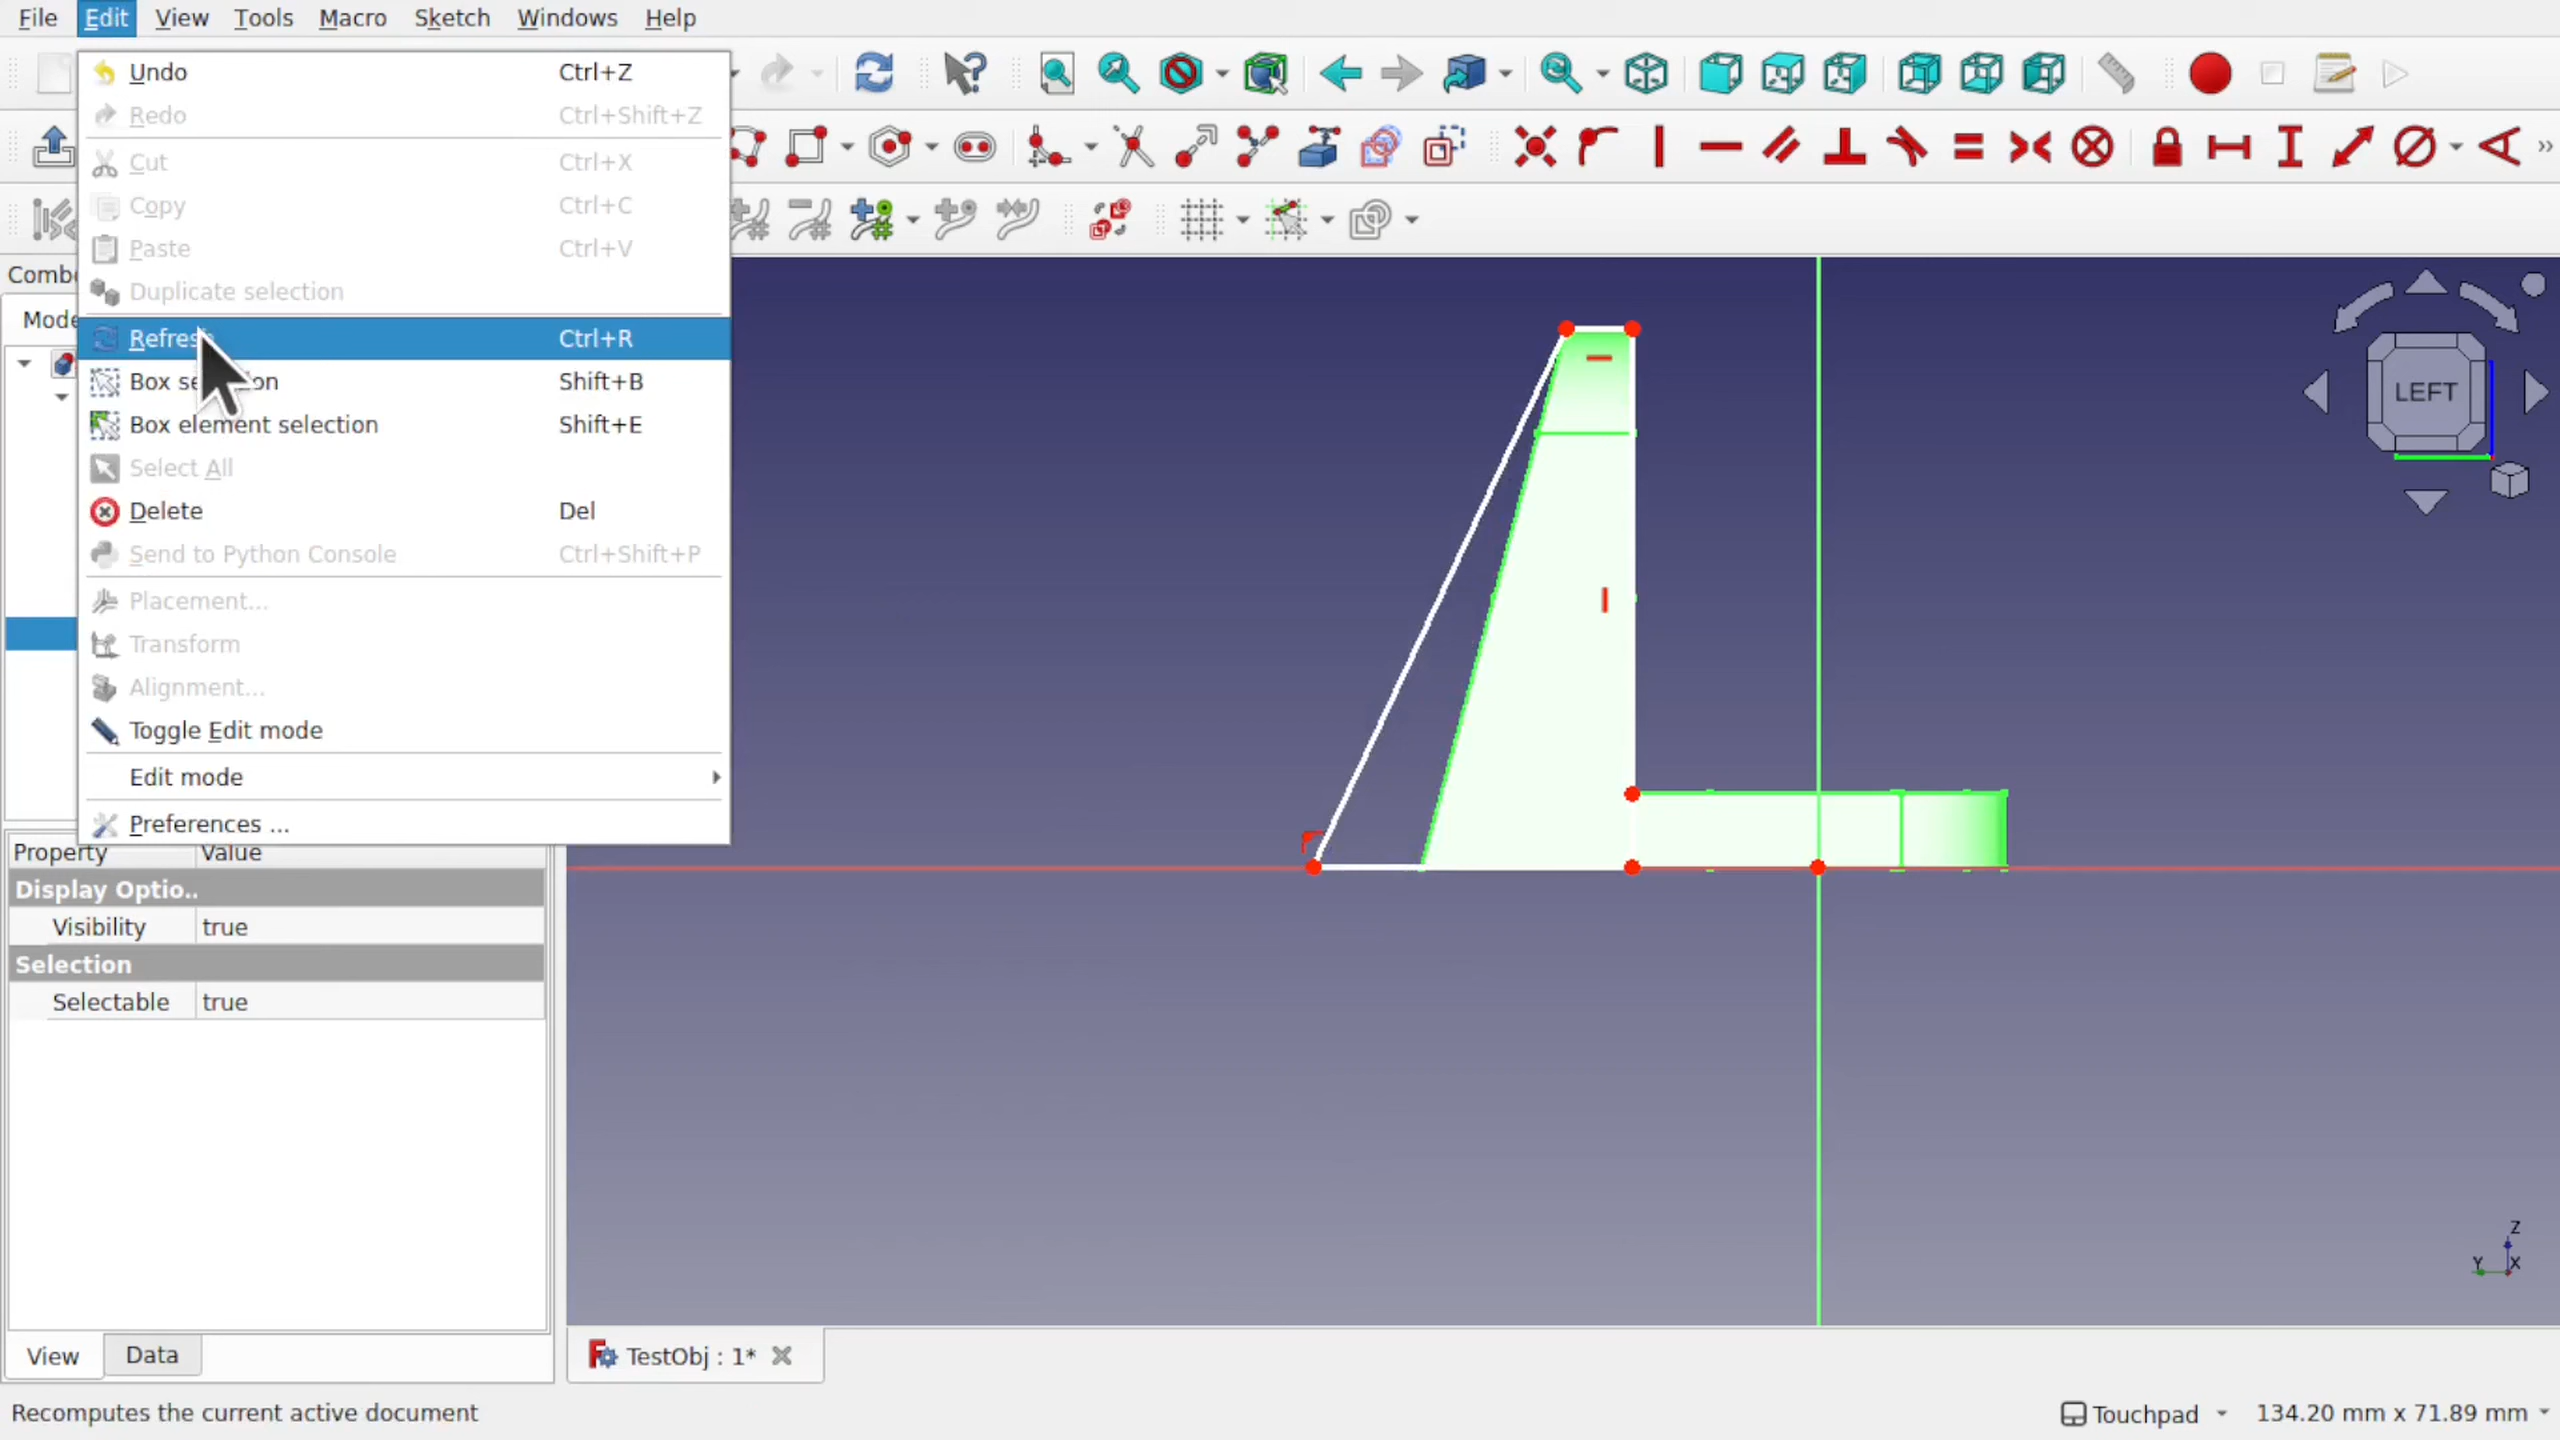 File Edit View Tools Macro Sketch Windows Help
Undo Ctrl+Z
Redo Ctrl+Shift+Z
Cut Ctrl+X
Copy Ctrl+C
Paste Ctrl+V
Duplicate selection
Refresh Ctrl+R
Box selection Shift+B
Box element selection Shift+E
Select All
Delete Del
Send to Python Console Ctrl+Shift+P
Placement...
Transform
Alignment...
Toggle Edit mode
Edit mode
Preferences ...
LEFT
Property Value
Display Optio..
Visibility true
Selection
Selectable true
Z
Y X
View Data
TestObj : 1*
Recomputes the current active document
Touchpad 134.20 mm x 71.89 mm